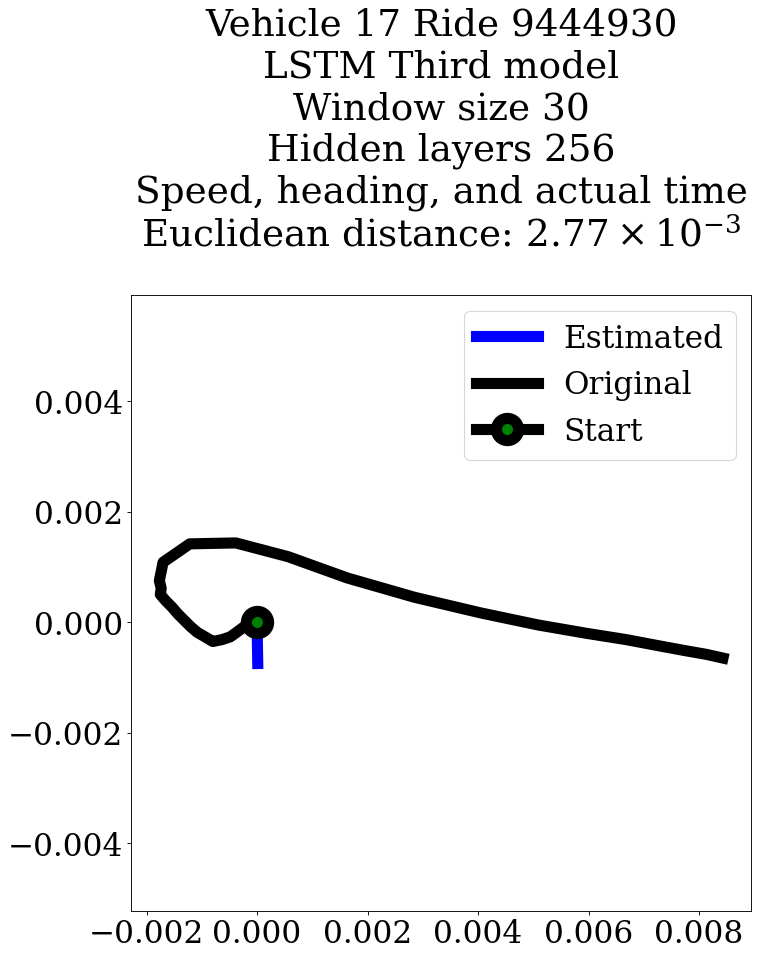 Vehicle 17 Ride 9444930
LSTM Third model
Window size 30
Hidden layers 256
Speed, heading, and actual time
Euclidean distance: 2.77 × 10⁻³
Estimated
Original
Start
0.004
0.002
0.000
−0.002
−0.004
−0.002 0.000 0.002 0.004 0.006 0.008